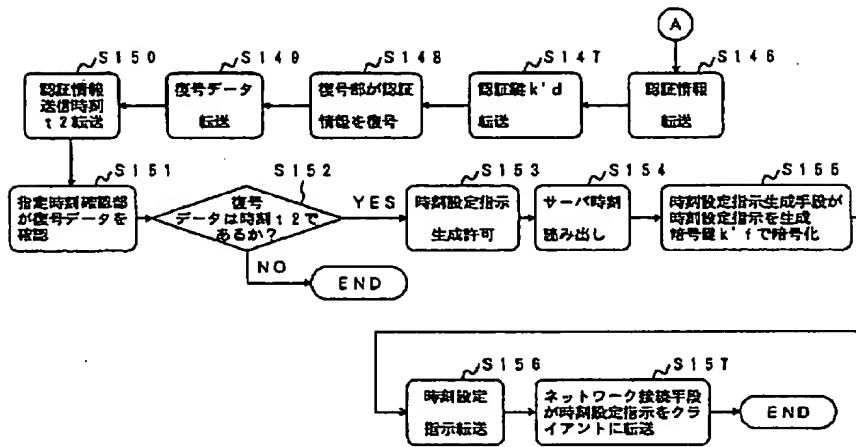 A
S146
認証情報
転送
S147
認証鍵k'd
転送
S148
復号部が認証
情報を復号
S149
復号データ
転送
S150
認証情報
送信時刻
t2転送
S151
指定時刻確認部
が復号データを
確認
S152
復号
データは時刻t2で
あるか?
YES
NO
END
S153
時刻設定指示
生成許可
S154
サーバ時刻
読み出し
S155
時刻設定指示生成手段が
時刻設定指示を生成
暗号鍵k'fで暗号化
S156
時刻設定
指示転送
S157
ネットワーク接続手段
が時刻設定指示をクラ
イアントに転送
END